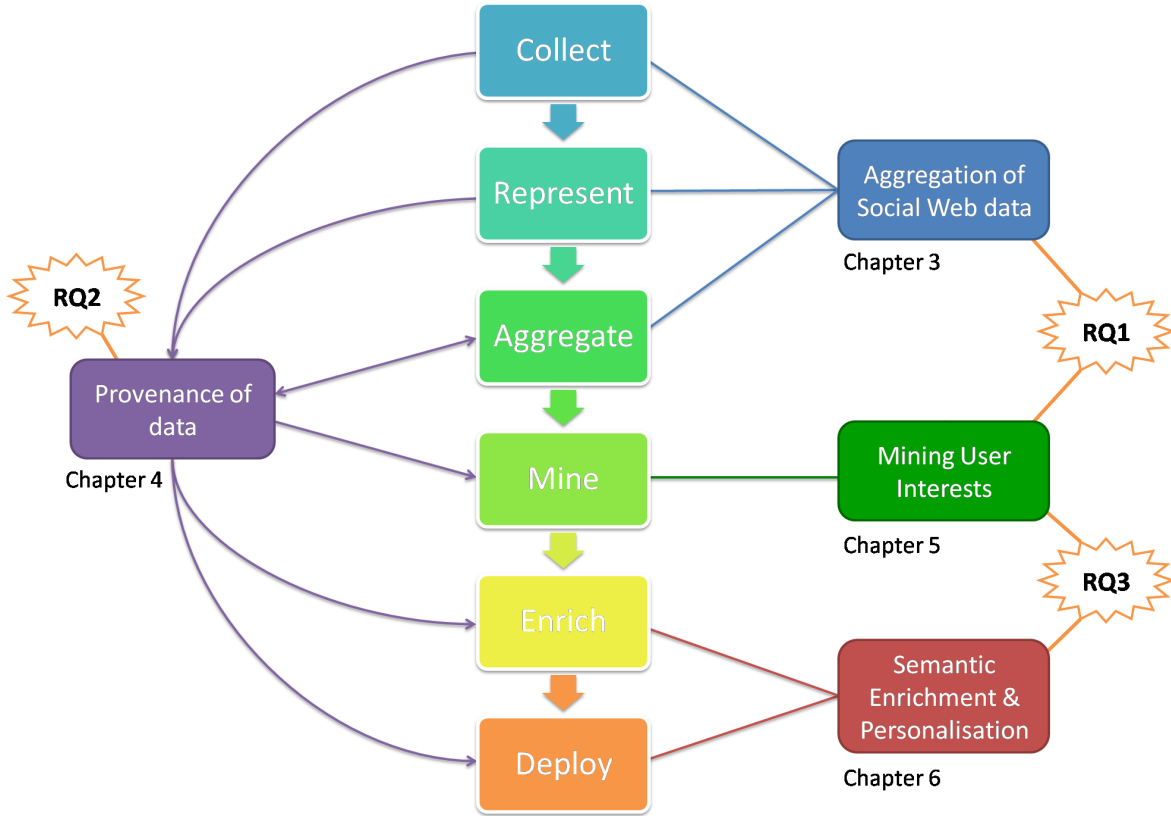 Collect
Represent
Aggregate
Mine
Enrich
Deploy
RQ2
Provenance of
data
Chapter 4
Aggregation of
Social Web data
Chapter 3
RQ1
Mining User
Interests
Chapter 5
RQ3
Semantic
Enrichment &
Personalisation
Chapter 6